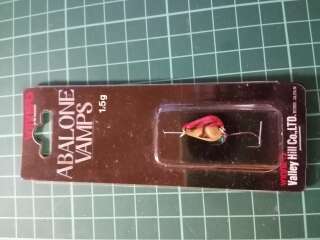 ABALONE
VAMPS
1.5g
Valley Hill Co.,LTD.